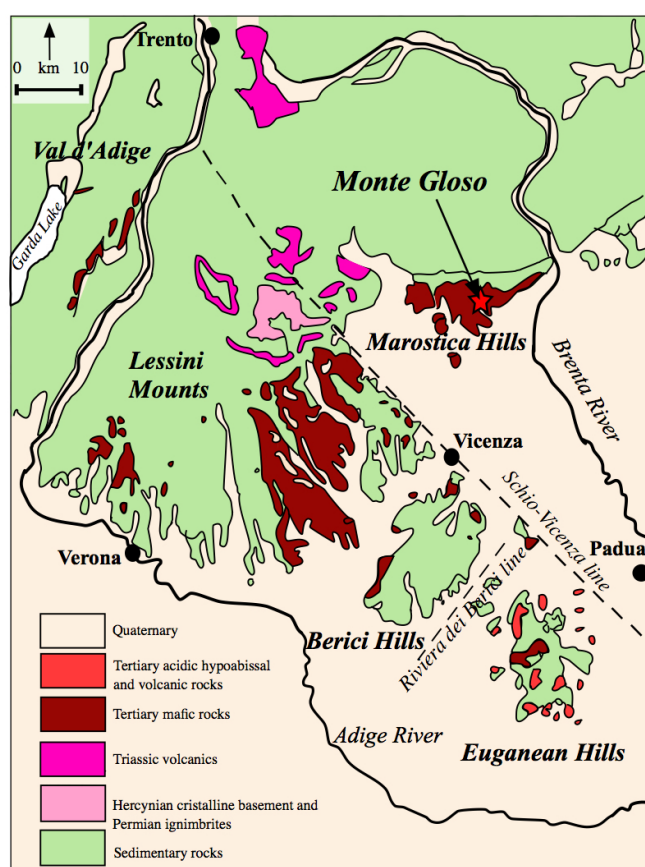 Trento
0 km 10
Val d'Adige
Garda Lake
Monte Gloso
Marostica Hills
Brenta River
Lessini
Mounts
Vicenza
Schio-Vicenza line
Padua
Verona
Riviera dei Berici line
Berici Hills
Adige River
Euganean Hills
Quaternary
Tertiary acidic hypoabissal
and volcanic rocks
Tertiary mafic rocks
Triassic volcanics
Hercynian cristalline basement and
Permian ignimbrites
Sedimentary rocks